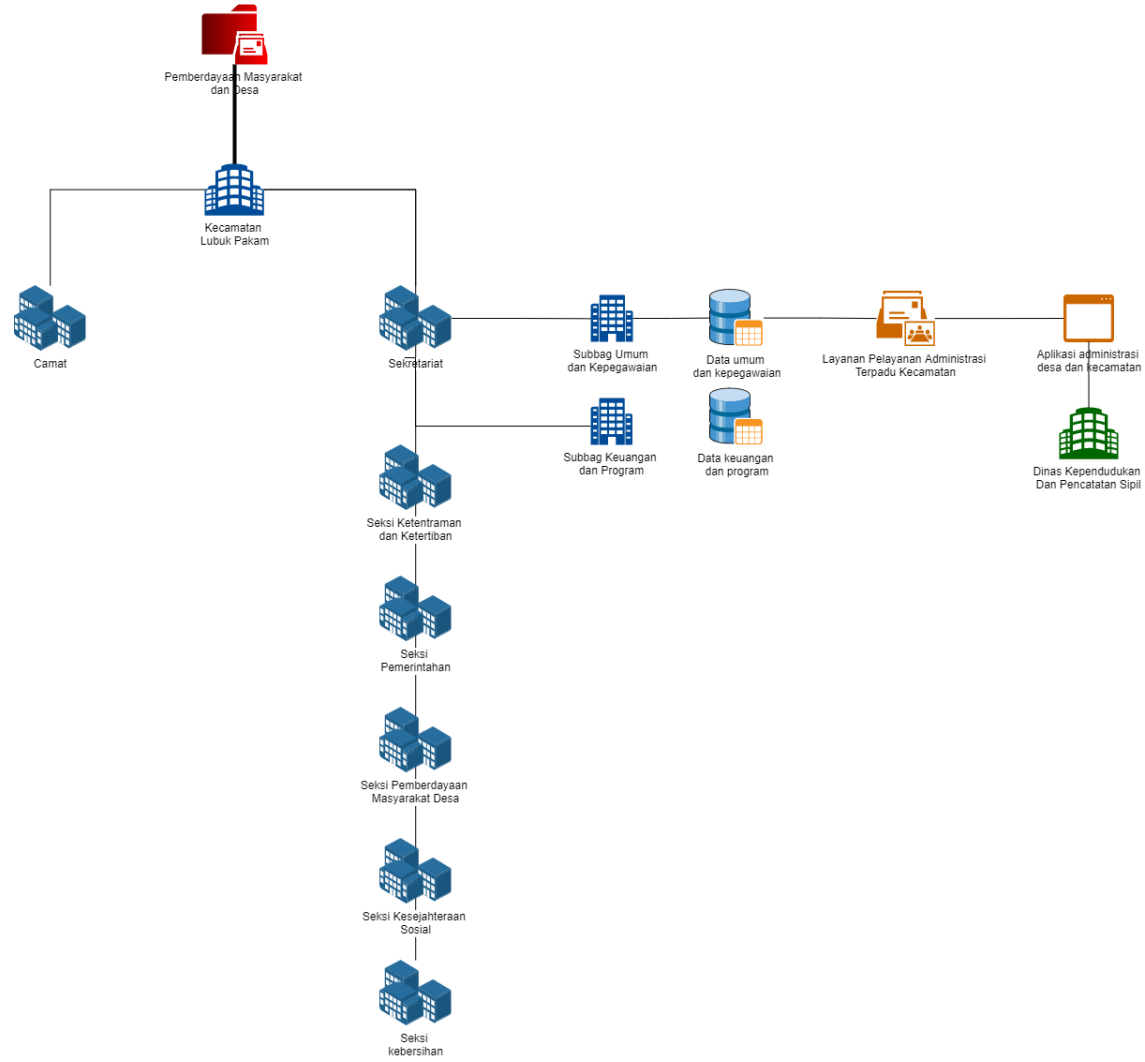 Pemberdayaan Masyarakat
dan Desa
Kecamatan
Lubuk Pakam
Camat
Sekretariat
Subbag Umum
dan Kepegawaian
Data umum
dan kepegawaian
Layanan Pelayanan Administrasi
Terpadu Kecamatan
Aplikasi administrasi
desa dan kecamatan
Subbag Keuangan
dan Program
Data keuangan
dan program
Dinas Kependudukan
Dan Pencatatan Sipil
Seksi Ketentraman
dan Ketertiban
Seksi
Pemerintahan
Seksi Pemberdayaan
Masyarakat Desa
Seksi Kesejahteraan
Sosial
Seksi
kebersihan